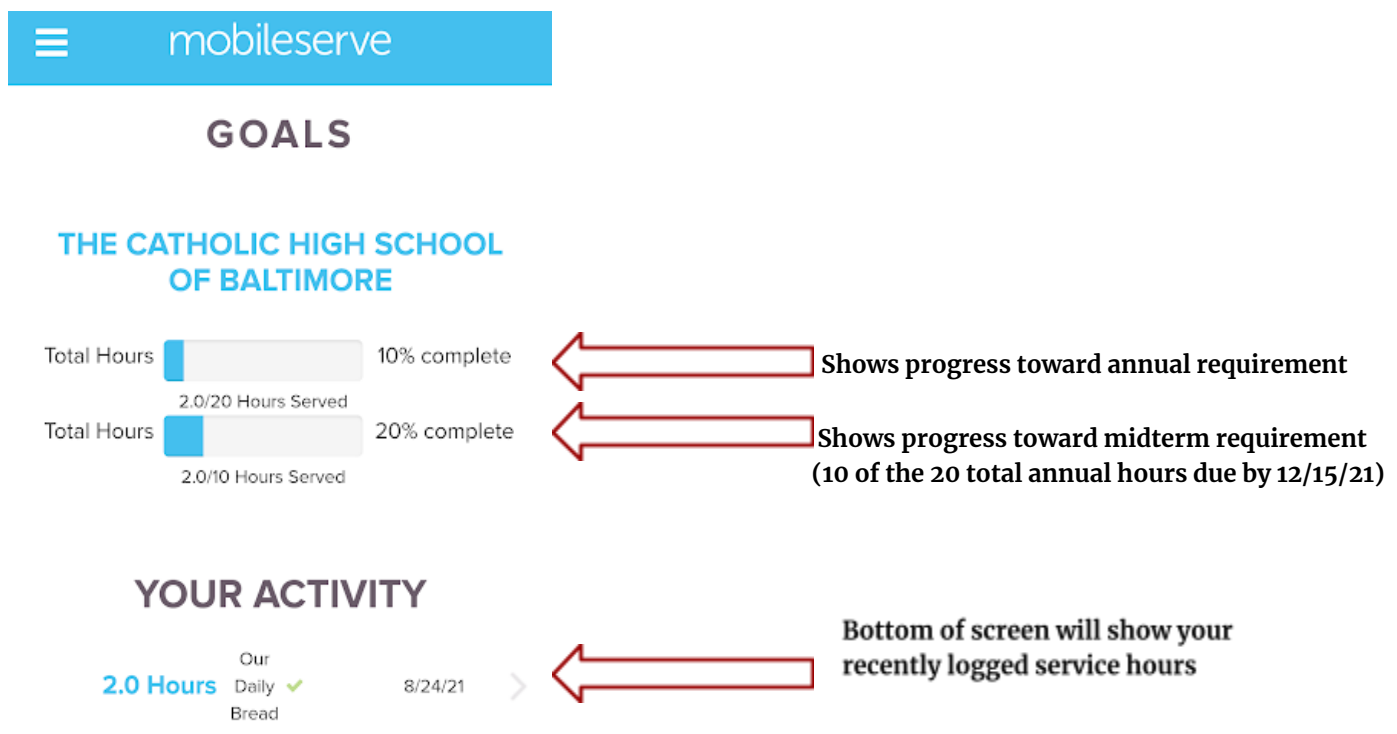 mobileserve
GOALS
THE CATHOLIC HIGH SCHOOL
OF BALTIMORE
Total Hours 10% complete
2.0/20 Hours Served
Shows progress toward annual requirement
Total Hours 20% complete
2.0/10 Hours Served
Shows progress toward midterm requirement
(10 of the 20 total annual hours due by 12/15/21)
YOUR ACTIVITY
2.0 Hours
Our
Daily
Bread
8/24/21
Bottom of screen will show your
recently logged service hours